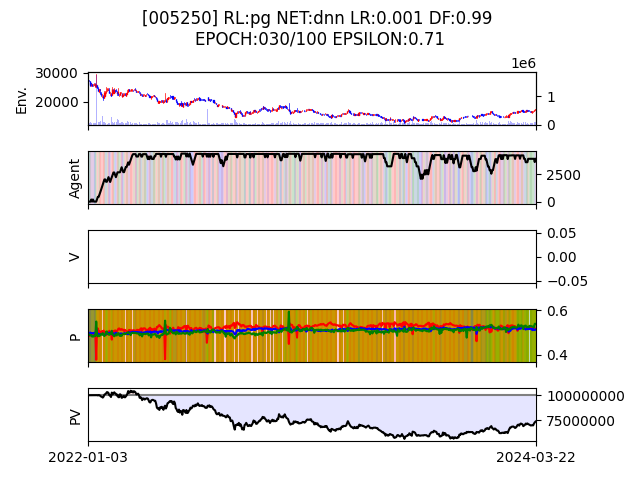 [005250] RL:pg NET:dnn LR:0.001 DF:0.99
EPOCH:030/100 EPSILON:0.71
1e6
30000
20000
Env.
1
0
Agent
2500
0
V
0.05
0.00
−0.05
P
0.6
0.4
PV
100000000
75000000
2022-01-03
2024-03-22